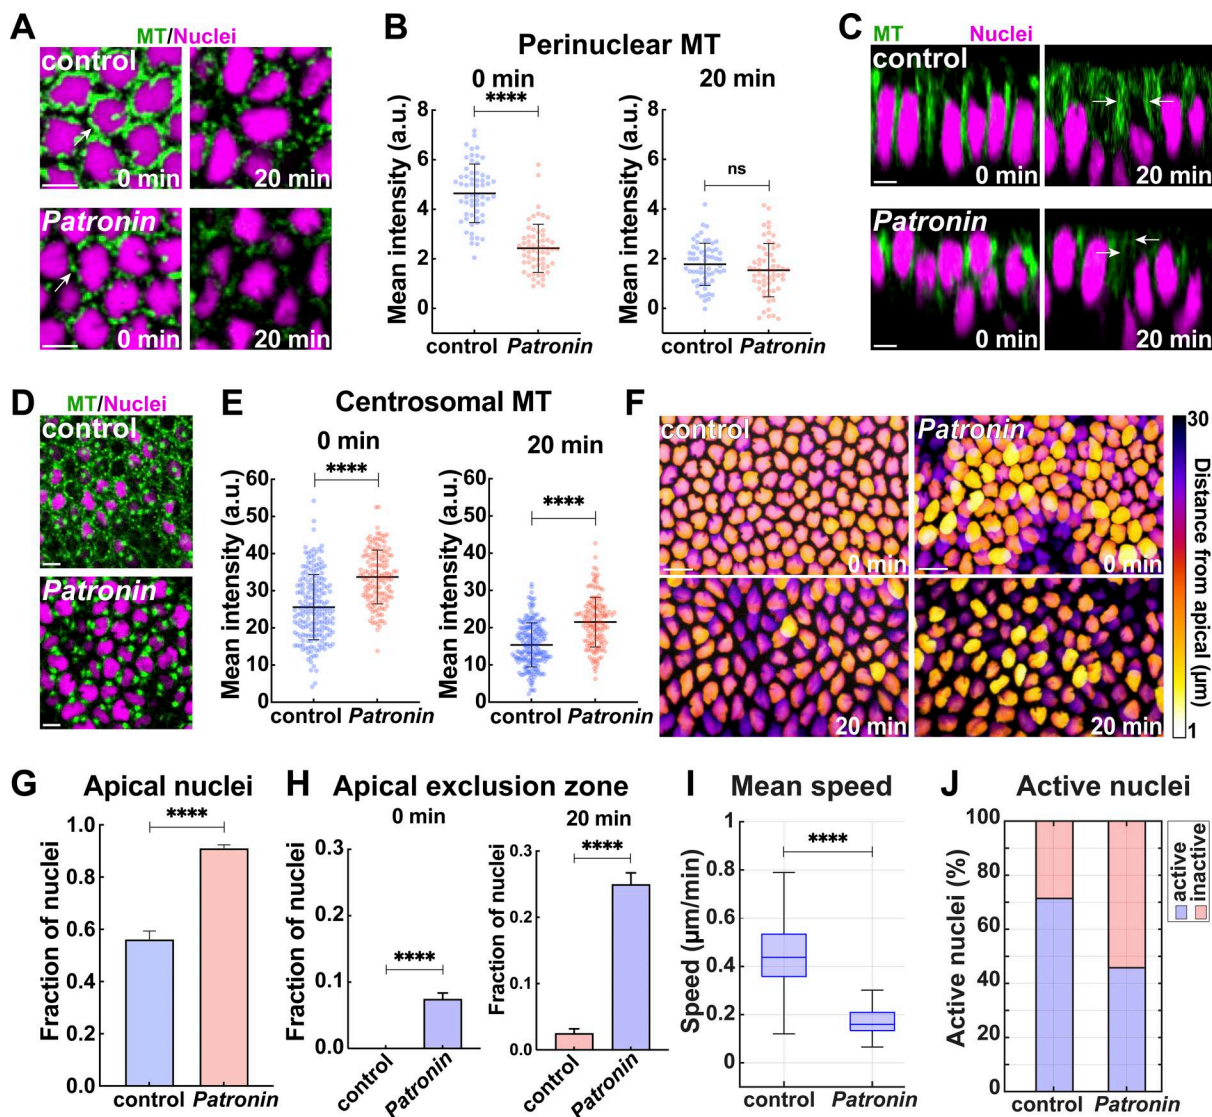 A
MT/Nuclei
control
0 min
20 min
Patronin
0 min
20 min
B
Perinuclear MT
0 min
20 min
****
ns
Mean intensity (a.u.)
8
6
4
2
0
control Patronin
Mean intensity (a.u.)
8
6
4
2
0
control Patronin
C
MT Nuclei
control
0 min
20 min
Patronin
0 min
20 min
D
MT/Nuclei
control
Patronin
E
Centrosomal MT
0 min
20 min
****
****
Mean intensity (a.u.)
60
50
40
30
20
10
0
control Patronin
Mean intensity (a.u.)
60
50
40
30
20
10
0
control Patronin
F
control
0 min
Patronin
0 min
20 min
20 min
30
Distance from apical (µm)
1
G
Apical nuclei
****
Fraction of nuclei
1.0
0.8
0.6
0.4
0.2
0.0
control Patronin
H
Apical exclusion zone
0 min
20 min
****
****
Fraction of nuclei
0.3
0.2
0.1
0.0
control
Patronin
Fraction of nuclei
0.3
0.2
0.1
0.0
control
Patronin
I
Mean speed
****
Speed (µm/min)
1
0.8
0.6
0.4
0.2
0
control Patronin
J
Active nuclei
Active nuclei (%)
100
80
60
40
20
0
control Patronin
active
inactive